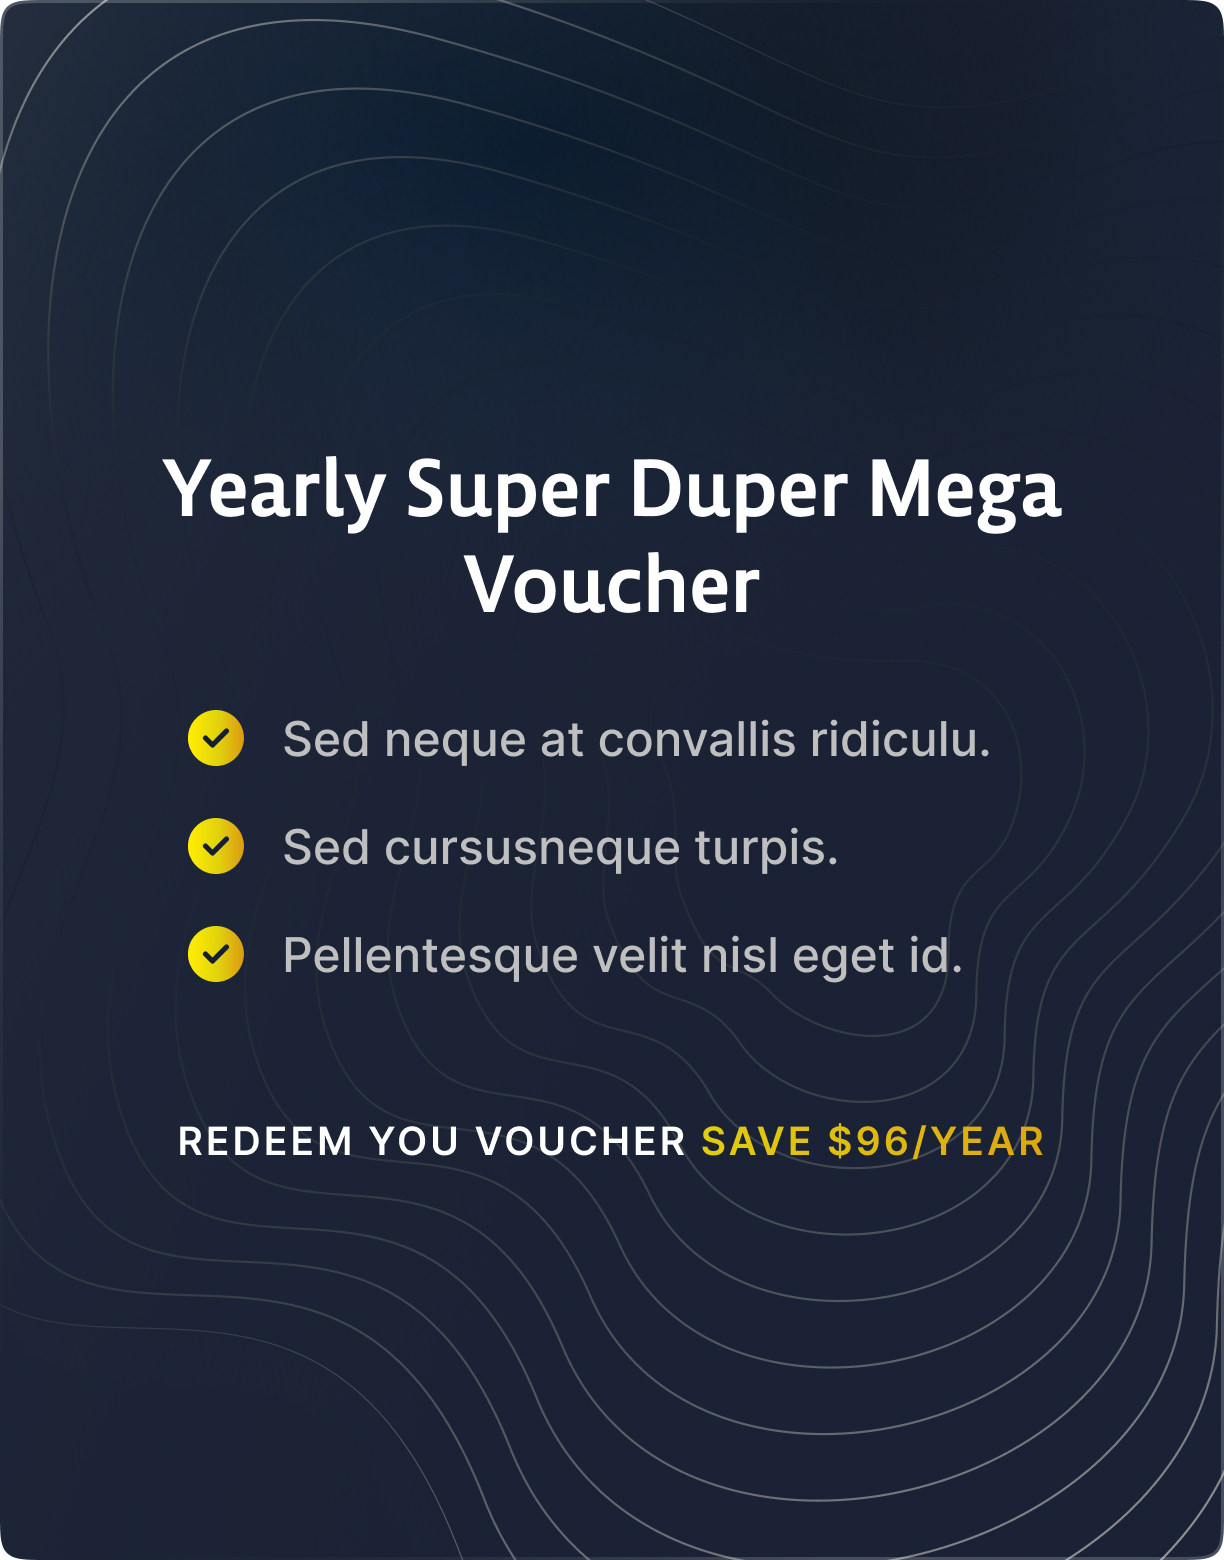 Yearly Super Duper Mega
Voucher
Sed neque at convallis ridiculu.
Sed cursusneque turpis.
Pellentesque velit nisl eget id.
REDEEM YOU VOUCHER SAVE $96/YEAR